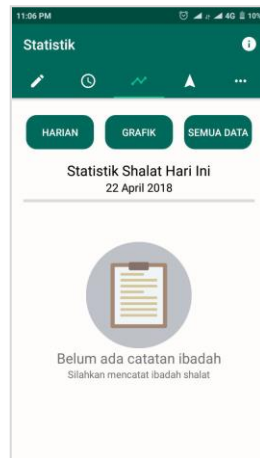 11:06 PM 4G 10%
Statistik
HARIAN GRAFIK SEMUA DATA
Statistik Shalat Hari Ini
22 April 2018
Belum ada catatan ibadah
Silahkan mencatat ibadah shalat